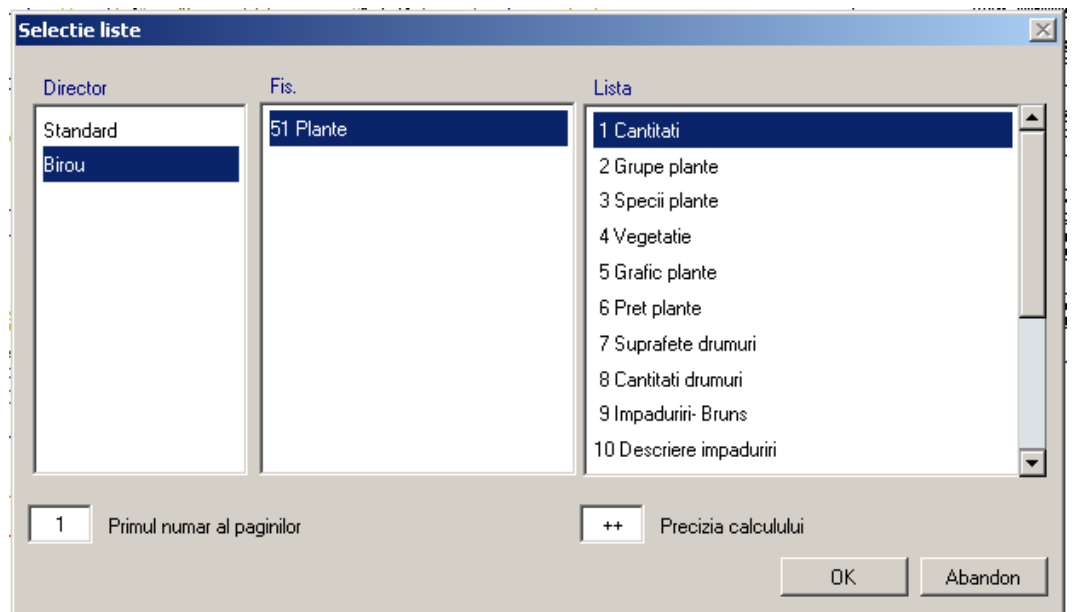 Selectie liste
Director
Fis.
Lista
Standard
Birou
51 Plante
1 Cantitati
2 Grupe plante
3 Specii plante
4 Vegetatie
5 Grafic plante
6 Pret plante
7 Suprafete drumuri
8 Cantitati drumuri
9 Impaduriri- Bruns
10 Descriere impaduriri
1 Primul numar al paginilor
++ Precizia calculului
OK
Abandon